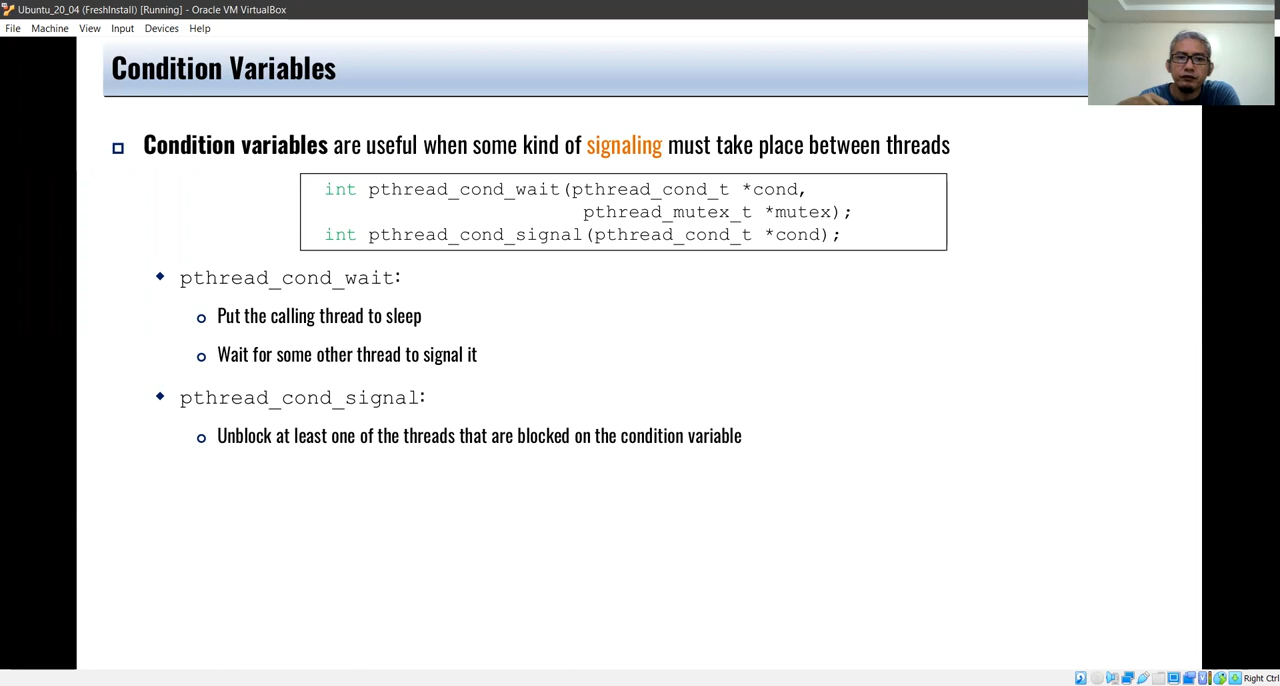 Ubuntu_20_04 (FreshInstall) [Running] - Oracle VM VirtualBox
File Machine View Input Devices Help
Condition Variables
Condition variables are useful when some kind of signaling must take place between threads
int pthread_cond_wait(pthread_cond_t *cond,
pthread_mutex_t *mutex);
int pthread_cond_signal(pthread_cond_t *cond);
pthread_cond_wait:
Put the calling thread to sleep
Wait for some other thread to signal it
pthread_cond_signal:
Unblock at least one of the threads that are blocked on the condition variable
Right Ctrl